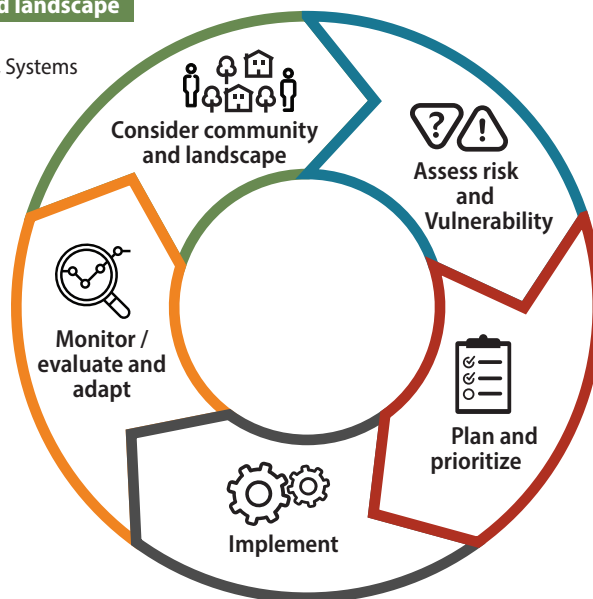 d landscape
Systems
Consider community
and landscape
?
!
Assess risk
and
Vulnerability
Monitor /
evaluate and
adapt
Plan and
prioritize
Implement